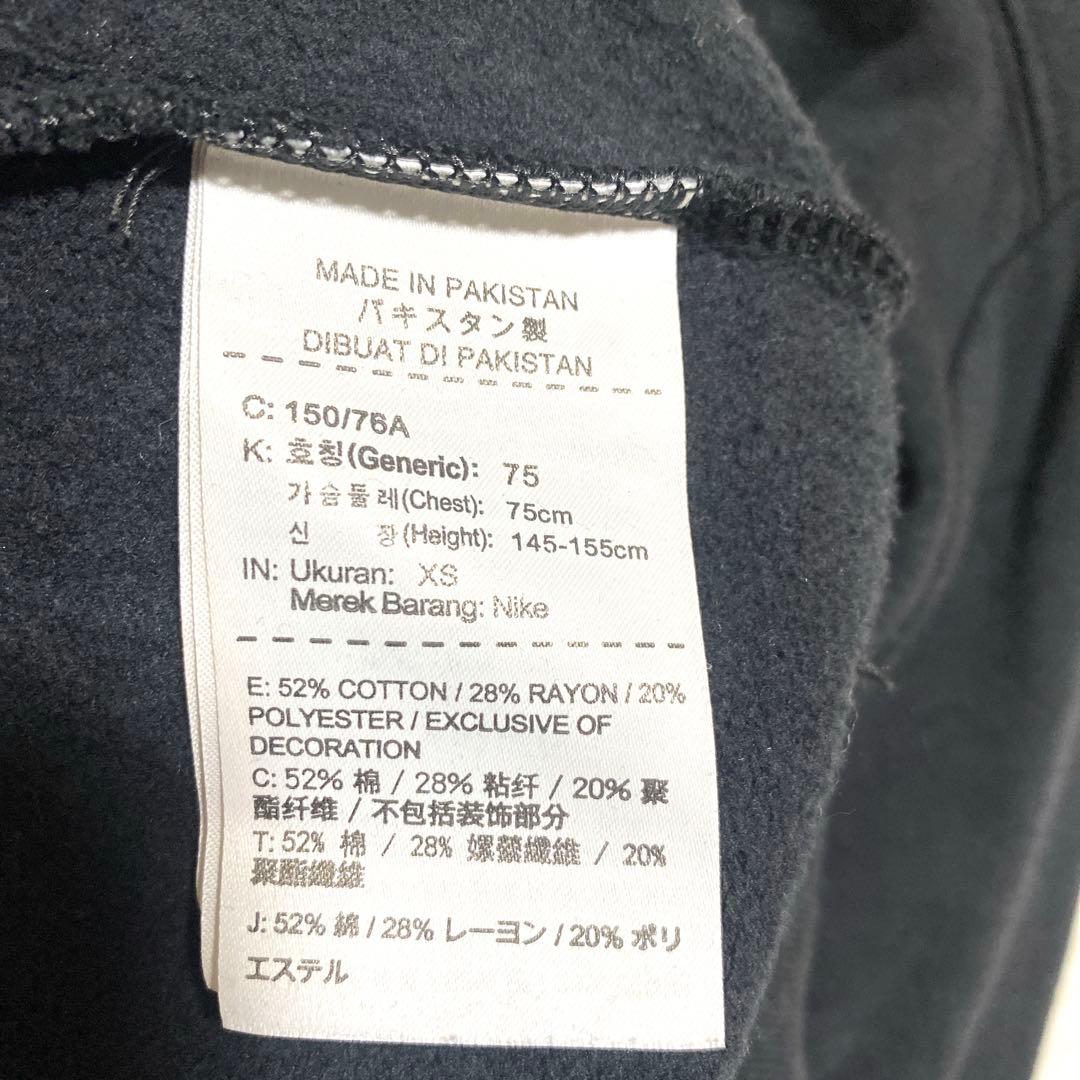 MADE IN PAKISTAN
パキスタン製
DIBUAT DI PAKISTAN
C: 150/76A
K: 호칭(Generic): 75
가슴둘레(Chest): 75cm
신 장(Height): 145-155cm
IN: Ukuran: XS
Merek Barang: Nike
E: 52% COTTON / 28% RAYON / 20%
POLYESTER / EXCLUSIVE OF
DECORATION
C: 52% 棉 / 28% 粘纤 / 20% 聚
酯纤维 / 不包括装饰部分
T: 52% 棉 / 28% 嫘縈纖維 / 20%
聚酯纖維
J: 52% 綿 / 28% レーヨン / 20% ポリ
エステル